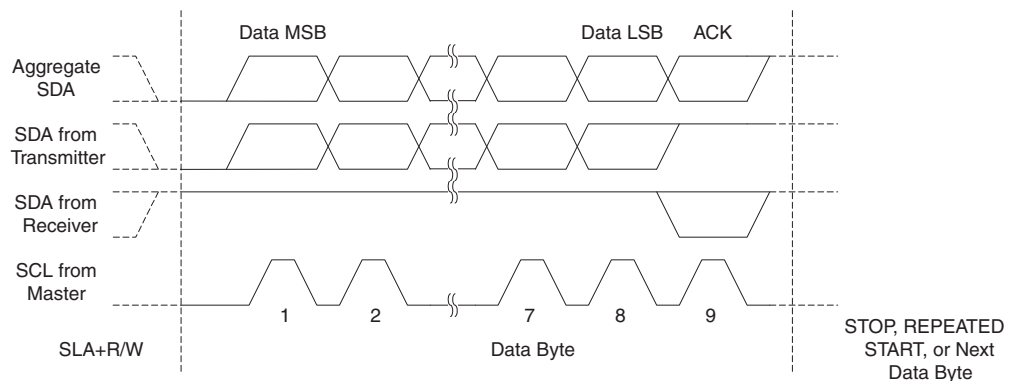 Data MSB
Data LSB
ACK
Aggregate
SDA
SDA from
Transmitter
SDA from
Receiver
SCL from
Master
1
2
7
8
9
SLA+R/W
Data Byte
STOP, REPEATED
START, or Next
Data Byte